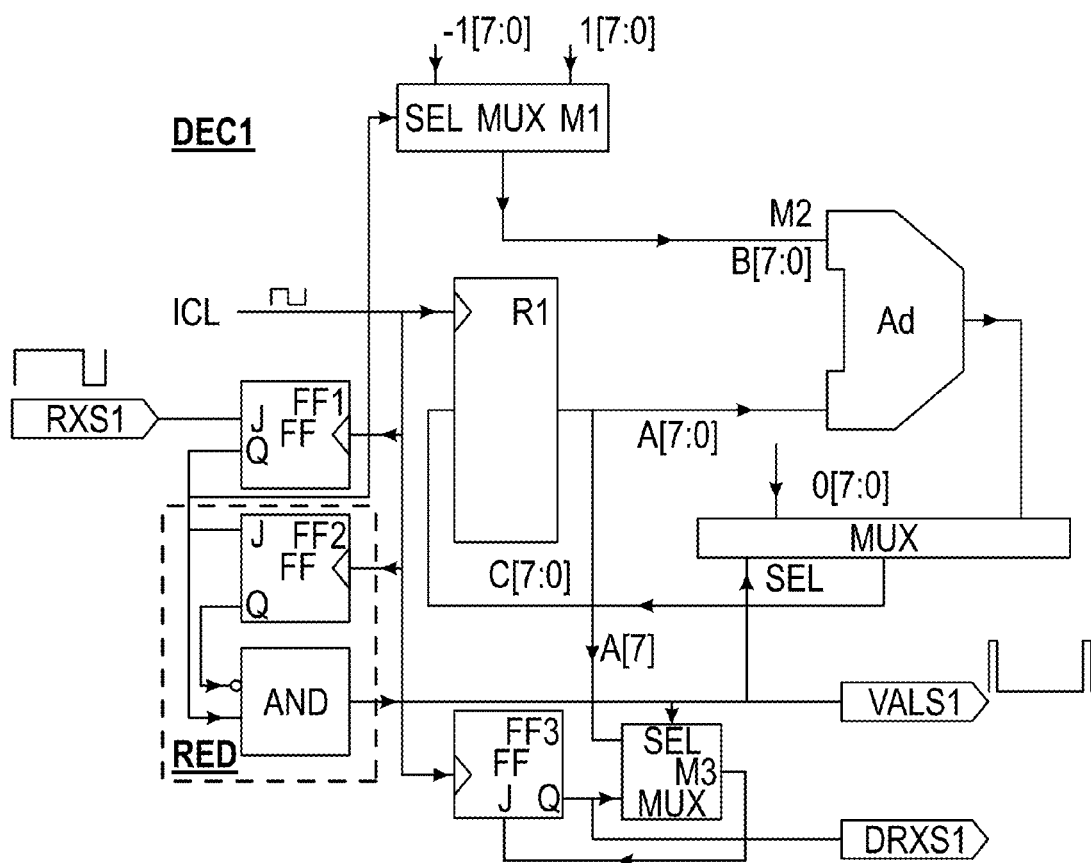 -1[7:0] 1[7:0]
DEC1
SEL MUX M1
M2
B[7:0]
ICL
R1
Ad
RXS1
FF1
J FF
Q
A[7:0]
0[7:0]
FF2
J FF
Q
MUX
C[7:0]
SEL
A[7]
AND
VALS1
RED
FF3
FF
J Q
SEL
M3
MUX
DRXS1